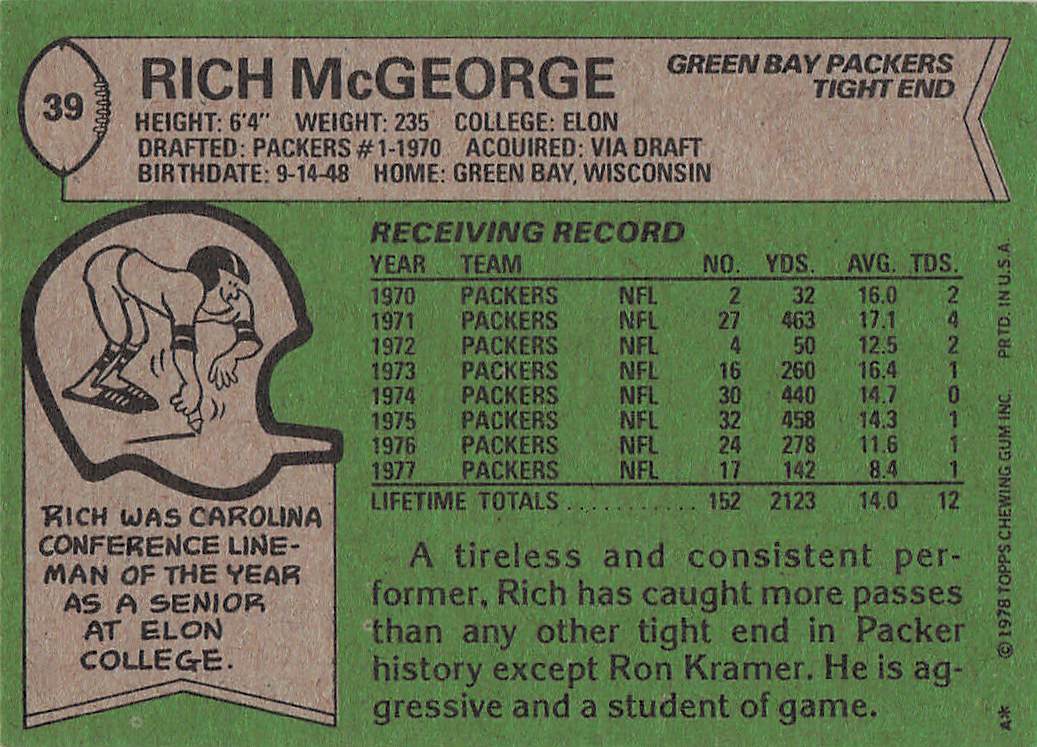 39
RICH McGEORGE
GREEN BAY PACKERS
TIGHT END
HEIGHT: 6'4" WEIGHT: 235 COLLEGE: ELON
DRAFTED: PACKERS #1-1970 ACQUIRED: VIA DRAFT
BIRTHDATE: 9-14-48 HOME: GREEN BAY, WISCONSIN
RECEIVING RECORD
YEAR TEAM NO. YDS. AVG. TDS.
1970 PACKERS NFL 2 32 16.0 2
1971 PACKERS NFL 27 463 17.1 4
1972 PACKERS NFL 4 50 12.5 2
1973 PACKERS NFL 16 260 16.4 1
1974 PACKERS NFL 30 440 14.7 0
1975 PACKERS NFL 32 458 14.3 1
1976 PACKERS NFL 24 278 11.6 1
1977 PACKERS NFL 17 142 8.4 1
LIFETIME TOTALS........... 152 2123 14.0 12
RICH WAS CAROLINA
CONFERENCE LINE-
MAN OF THE YEAR
AS A SENIOR
AT ELON
COLLEGE.
A tireless and consistent per-
former, Rich has caught more passes
than any other tight end in Packer
history except Ron Kramer. He is ag-
gressive and a student of game.
A* © 1978 TOPPS CHEWING GUM INC. PRTD. IN U.S.A.